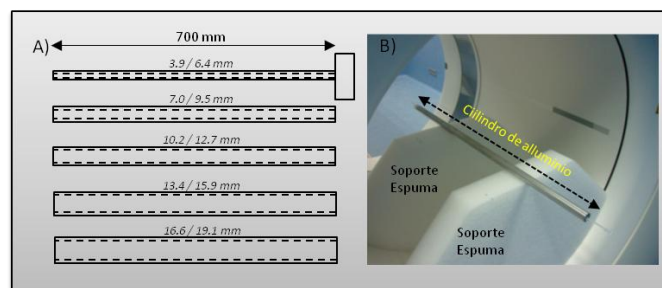 A)
700 mm
3.9 / 6.4 mm
7.0 / 9.5 mm
10.2 / 12.7 mm
13.4 / 15.9 mm
16.6 / 19.1 mm
B)
Ciilindro de alluminio
Soporte
Espuma
Soporte
Espuma